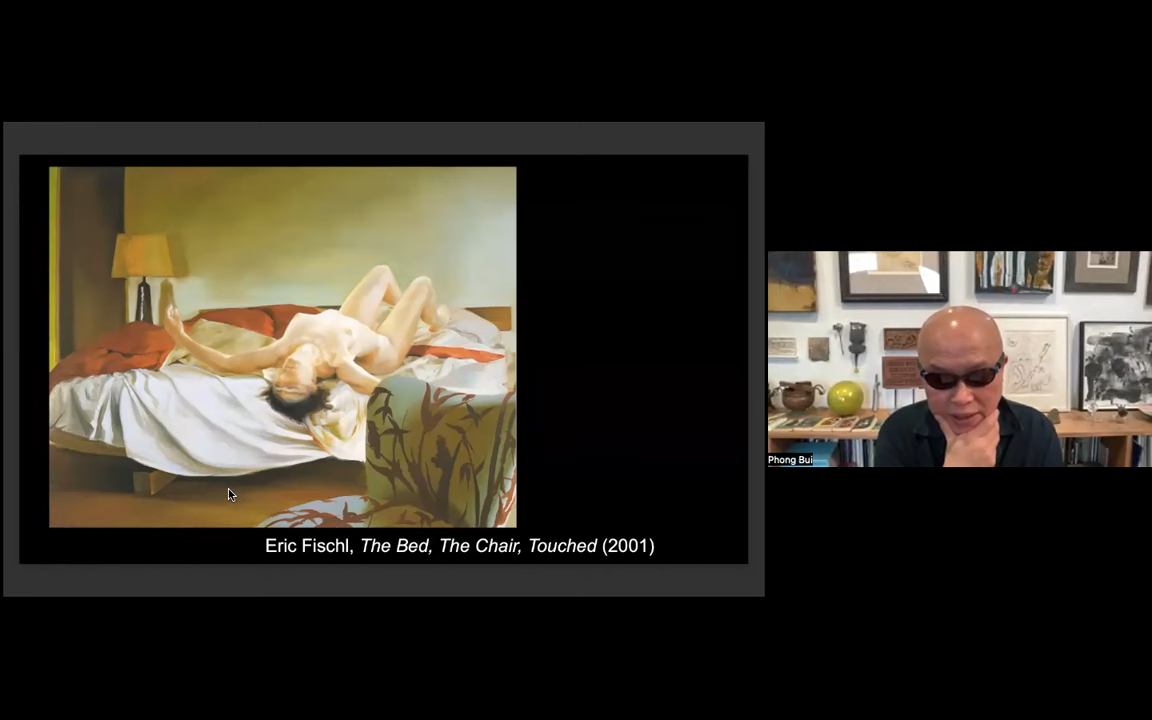 Eric Fischl, The Bed, The Chair, Touched (2001)
Phong Bui